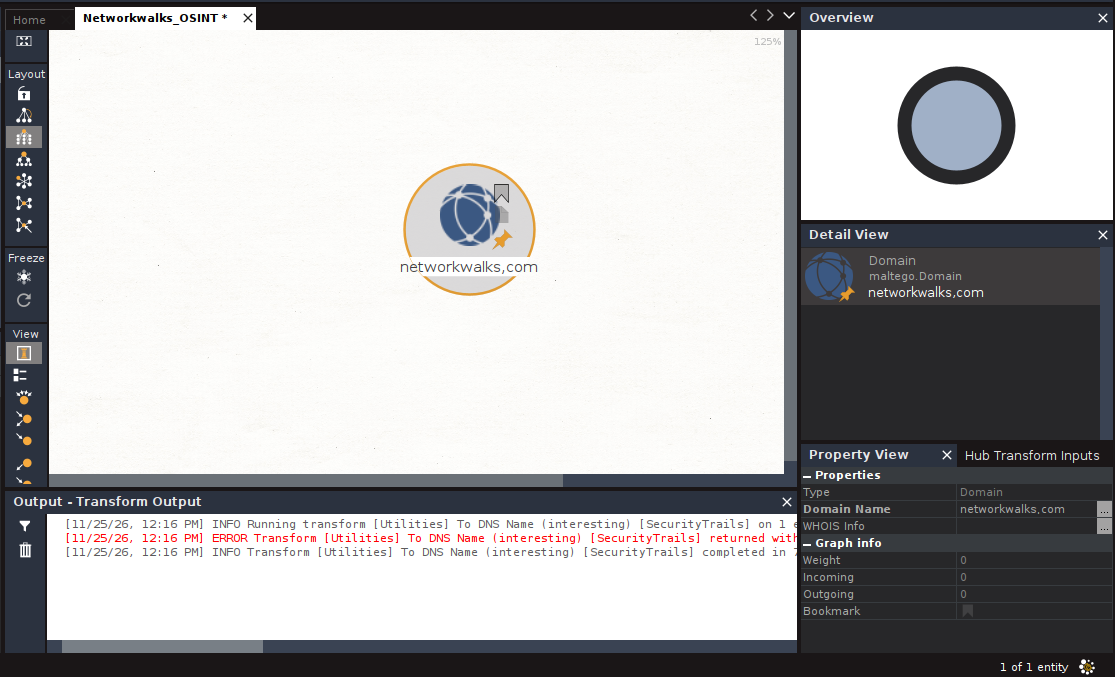 Home
Networkwalks_OSINT *
125%
Layout
Freeze
View
networkwalks,com
Output - Transform Output
[11/25/26, 12:16 PM] INFO Running transform [Utilities] To DNS Name (interesting) [SecurityTrails] on 1 e
[11/25/26, 12:16 PM] ERROR Transform [Utilities] To DNS Name (interesting) [SecurityTrails] returned with
[11/25/26, 12:16 PM] INFO Transform [Utilities] To DNS Name (interesting) [SecurityTrails] completed in 7
Overview
Detail View
Domain
maltego.Domain
networkwalks,com
Property View
Hub Transform Inputs
Properties
Type Domain
Domain Name networkwalks,com ...
WHOIS Info ...
Graph info
Weight 0
Incoming 0
Outgoing 0
Bookmark
1 of 1 entity